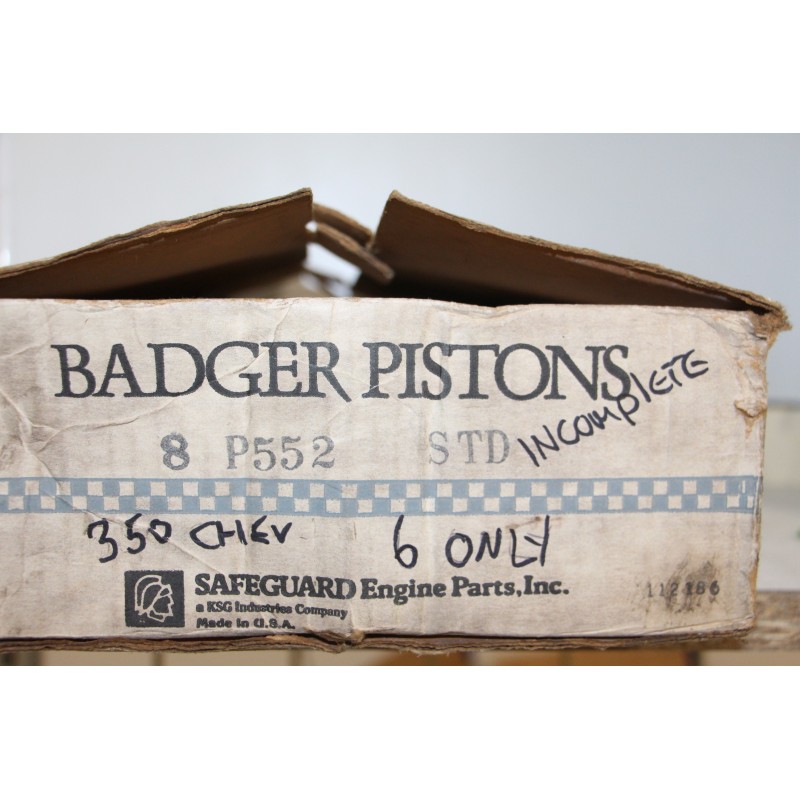 BADGER PISTONS
8 P552 STD INCOMPLETE
350 CHEV 6 ONLY
SAFEGUARD Engine Parts, Inc.
a KSG Industries Company
Made in U.S.A.
112186